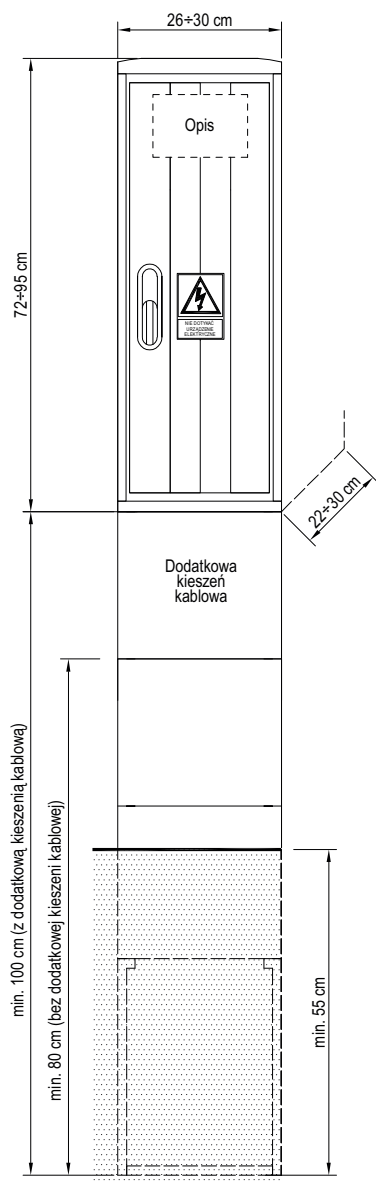 26÷30 cm
Opis
72÷95 cm
NIE DOTYKAĆ
URZĄDZENIE
ELEKTRYCZNE
22÷30 cm
Dodatkowa
kieszeń
kablowa
min. 100 cm (z dodatkową kieszenią kablową)
min. 80 cm (bez dodatkowej kieszeni kablowej)
min. 55 cm